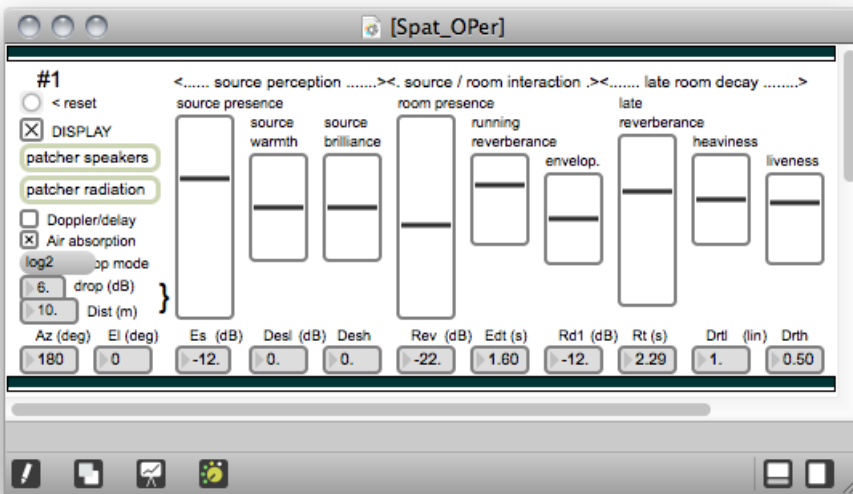 [Spat_OPer]
#1
<...... source perception .......><. source / room interaction .><....... late room decay ........>
< reset
source presence
room presence
late
reverberance
source
warmth
source
brilliance
running
reverberance
heaviness
envelop.
liveness
DISPLAY
patcher speakers
patcher radiation
Doppler/delay
Air absorption
log2
op mode
6.
drop (dB)
}
10.
Dist (m)
Az (deg) El (deg) Es (dB) Desl (dB) Desh Rev (dB) Edt (s) Rd1 (dB) Rt (s) Drtl (lin) Drth
180 0 -12. 0. 0. -22. 1.60 -12. 2.29 1. 0.50